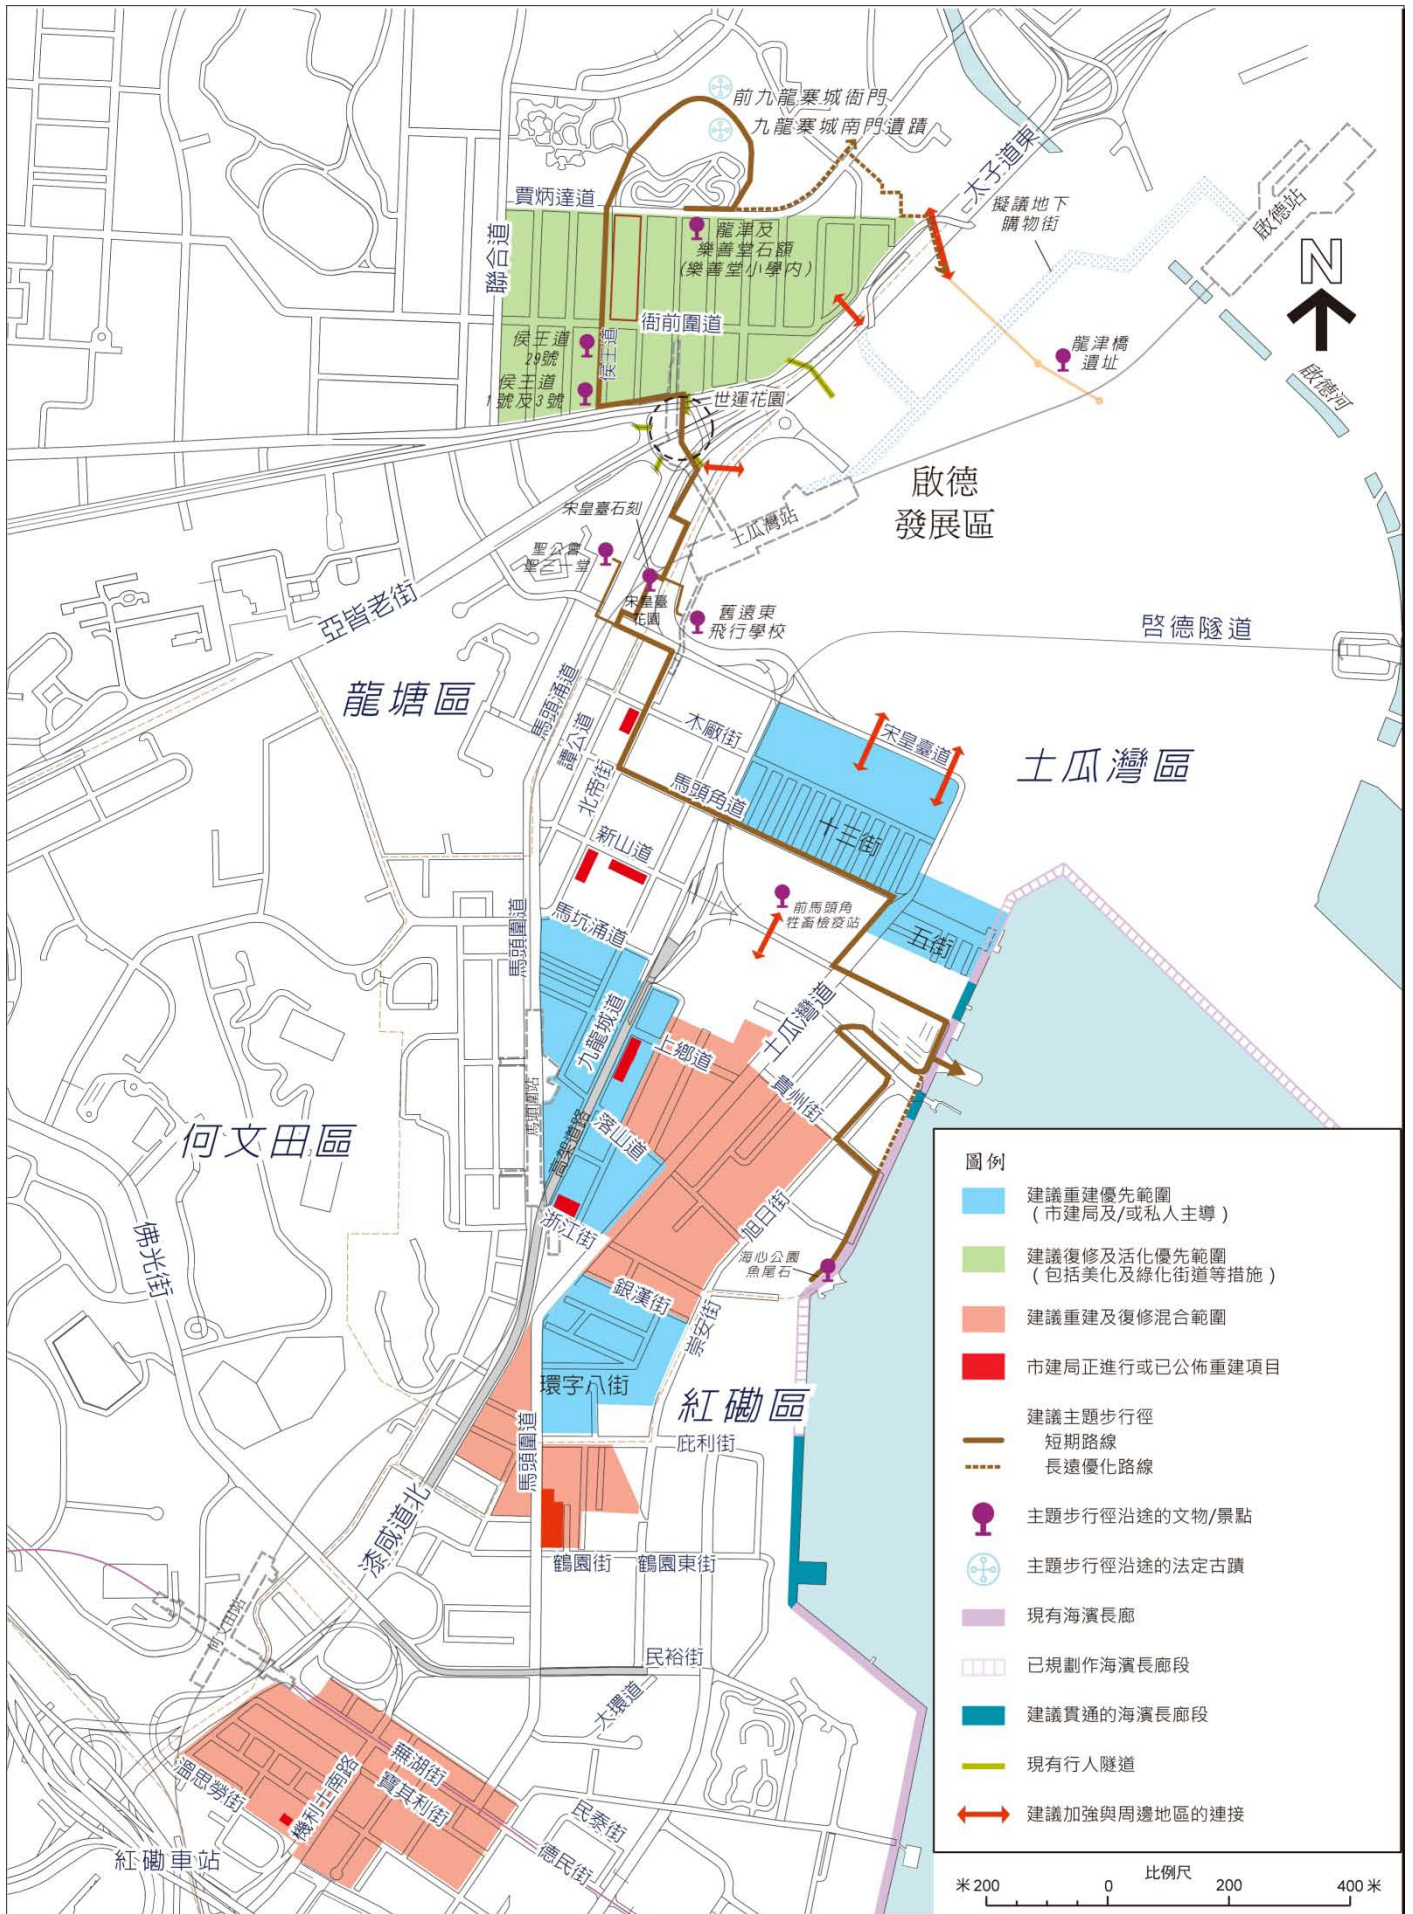 前九龍寨城衙門
九龍寨城南門遺蹟
太子道東
賈炳達道
擬議地下
購物街
啟德站
N
龍津及
樂善堂石額
(樂善堂小學內)
聯合道
衙前圍道
侯王道
29號
侯王道
侯王道
1號及3號
龍津橋
遺址
啟德河
世運花園
啟德
發展區
宋皇臺石刻
土瓜灣站
聖公會
聖三一堂
宋皇臺
花園
舊遠東
飛行學校
亞皆老街
啓德隧道
龍塘區
馬頭涌道
譚公道
木廠街
宋皇臺道
土瓜灣區
北帝街
馬頭角道
十三街
新山道
前馬頭角
牲畜檢疫站
馬坑涌道
五街
馬頭圍道
九龍城道
土瓜灣道
上鄉道
貴州街
馬頭圍站
高架道路
落山道
何文田區
浙江街
旭日街
海心公園
魚尾石
佛光街
銀漢街
崇安街
環字八街
紅磡區
馬頭圍道
庇利街
漆咸道北
鶴園街
鶴園東街
何文田站
民裕街
大環道
蕪湖街
寶其利街
溫思勞街
機利士南路
民泰街
德民街
紅磡車站
圖例
建議重建優先範圍
(市建局及/或私人主導)
建議復修及活化優先範圍
(包括美化及綠化街道等措施)
建議重建及復修混合範圍
市建局正進行或已公佈重建項目
建議主題步行徑
短期路線
長遠優化路線
主題步行徑沿途的文物/景點
主題步行徑沿途的法定古蹟
現有海濱長廊
已規劃作海濱長廊段
建議貫通的海濱長廊段
現有行人隧道
建議加強與周邊地區的連接
比例尺
米 200 0 200 400 米